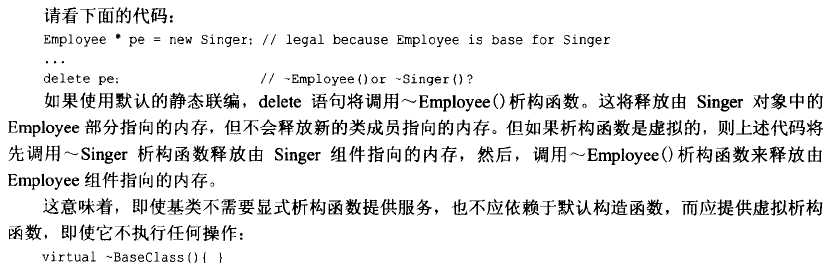 请看下面的代码：
Employee * pe = new Singer; // legal because Employee is base for Singer
...
delete pe; // ~Employee()or ~Singer()?
如果使用默认的静态联编，delete 语句将调用～Employee()析构函数。这将释放由 Singer 对象中的
Employee 部分指向的内存，但不会释放新的类成员指向的内存。但如果析构函数是虚拟的，则上述代码将
先调用～Singer 析构函数释放由 Singer 组件指向的内存，然后，调用～Employee()析构函数来释放由
Employee 组件指向的内存。
这意味着，即使基类不需要显式析构函数提供服务，也不应依赖于默认构造函数，而应提供虚拟析构
函数，即使它不执行任何操作：
virtual ~BaseClass(){ }